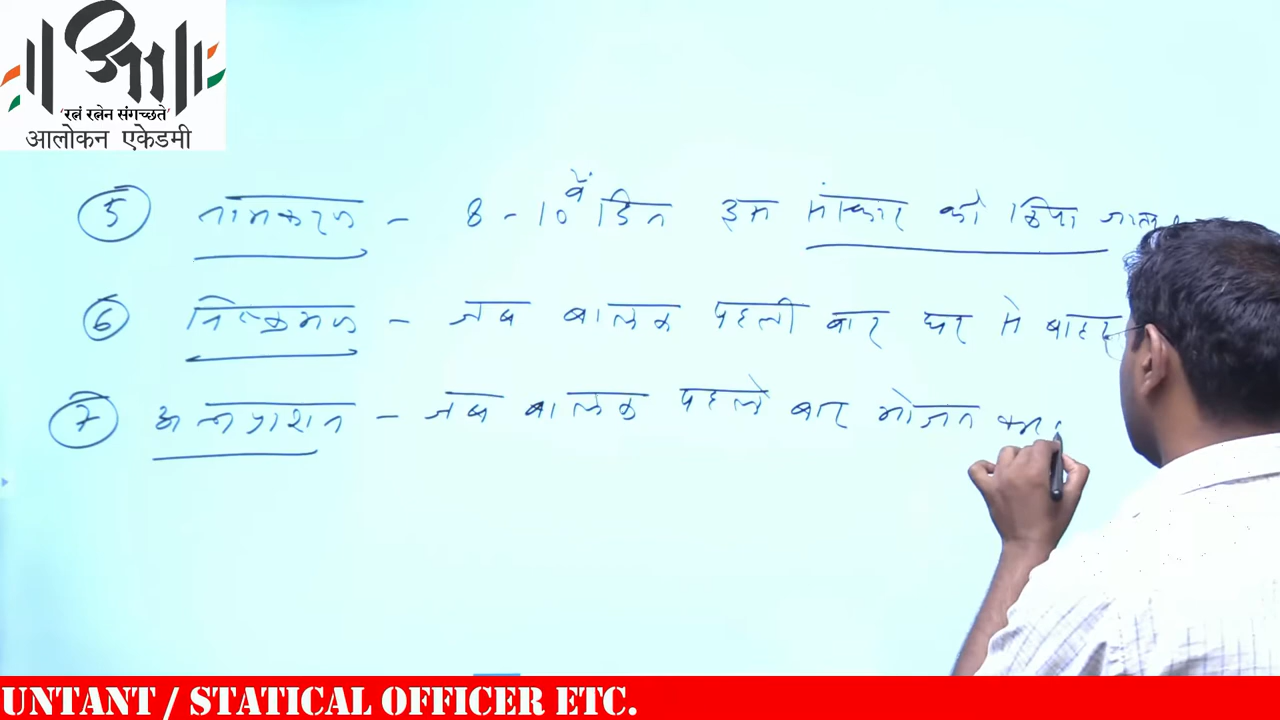 'रत्नं रत्नेन संगच्छते'
आलोकन एकेडमी
5 नामकरण - 8 - 10 वें दिन इस संस्कार को किया जाता
6 निष्क्रमण - जब बालक पहली बार घर से बाहर
7 अन्नप्राशन - जब बालक पहले बार भोजन
UNTANT / STATICAL OFFICER ETC.